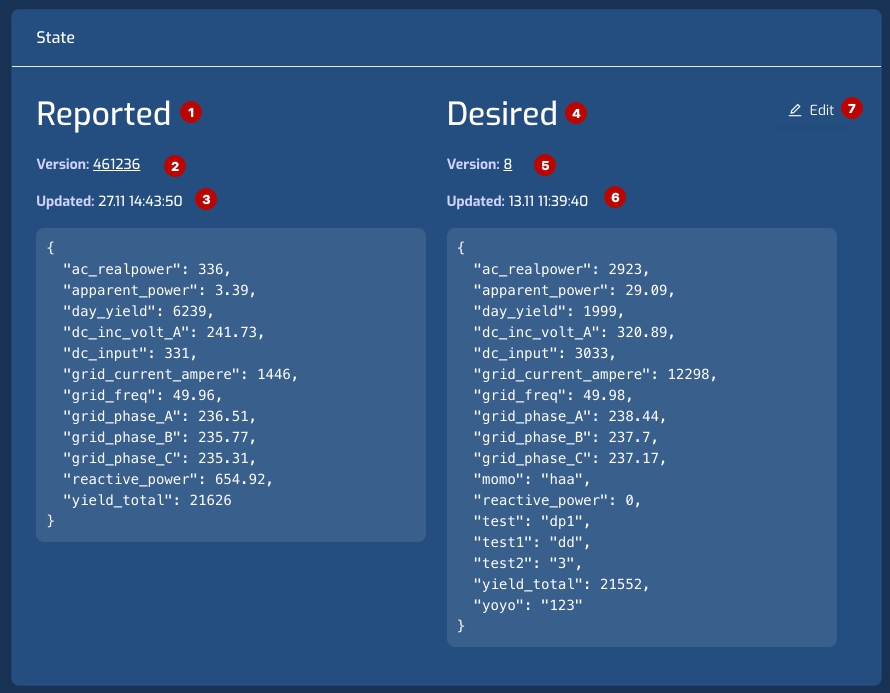 State
Reported 1
Version: 461236 2
Updated: 27.11 14:43:50 3
{
  "ac_realpower": 336,
  "apparent_power": 3.39,
  "day_yield": 6239,
  "dc_inc_volt_A": 241.73,
  "dc_input": 331,
  "grid_current_ampere": 1446,
  "grid_freq": 49.96,
  "grid_phase_A": 236.51,
  "grid_phase_B": 235.77,
  "grid_phase_C": 235.31,
  "reactive_power": 654.92,
  "yield_total": 21626
}
Desired 4
Edit 7
Version: 8 5
Updated: 13.11 11:39:40 6
{
  "ac_realpower": 2923,
  "apparent_power": 29.09,
  "day_yield": 1999,
  "dc_inc_volt_A": 320.89,
  "dc_input": 3033,
  "grid_current_ampere": 12298,
  "grid_freq": 49.98,
  "grid_phase_A": 238.44,
  "grid_phase_B": 237.7,
  "grid_phase_C": 237.17,
  "momo": "haa",
  "reactive_power": 0,
  "test": "dp1",
  "test1": "dd",
  "test2": "3",
  "yield_total": 21552,
  "yoyo": "123"
}